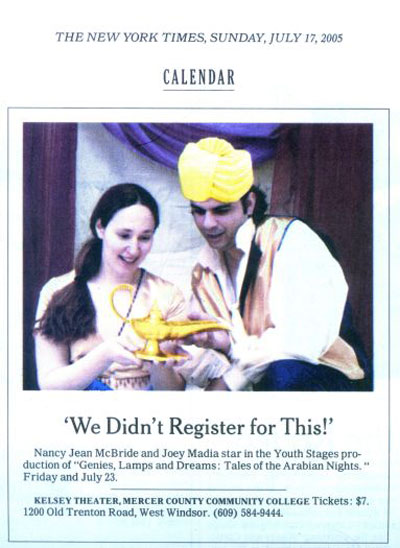 THE NEW YORK TIMES, SUNDAY, JULY 17, 2005
CALENDAR
‘We Didn’t Register for This!’
Nancy Jean McBride and Joey Madia star in the Youth Stages pro-
duction of “Genies, Lamps and Dreams: Tales of the Arabian Nights.”
Friday and July 23.
KELSEY THEATER, MERCER COUNTY COMMUNITY COLLEGE Tickets: $7.
1200 Old Trenton Road, West Windsor. (609) 584-9444.